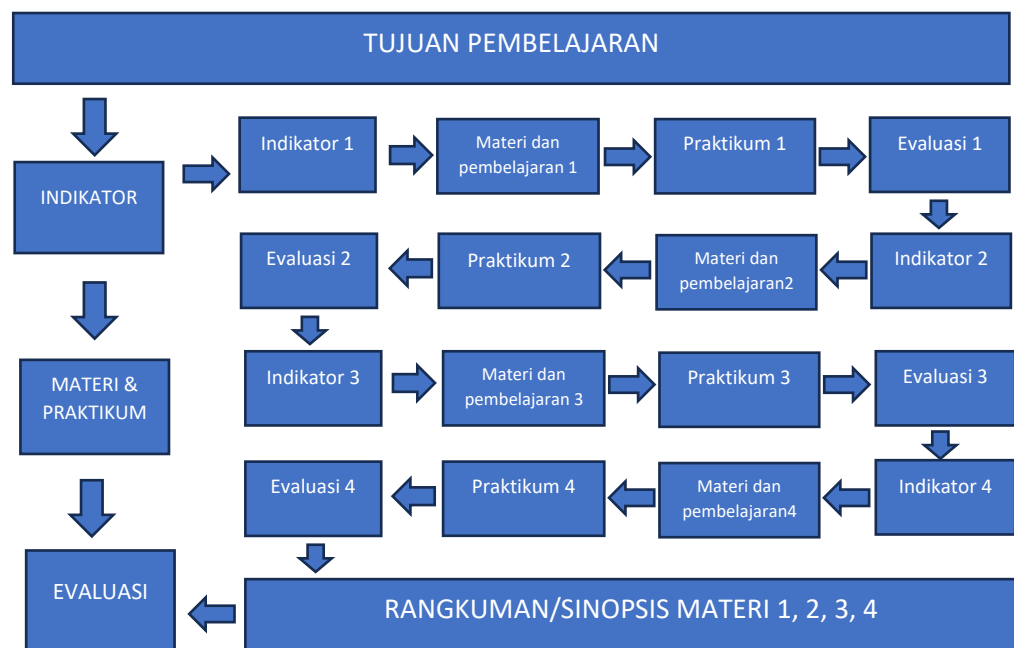 TUJUAN PEMBELAJARAN
INDIKATOR
Indikator 1
Materi dan
pembelajaran 1
Praktikum 1
Evaluasi 1
Indikator 2
Materi dan
pembelajaran2
Praktikum 2
Evaluasi 2
MATERI &
PRAKTIKUM
Indikator 3
Materi dan
pembelajaran 3
Praktikum 3
Evaluasi 3
Indikator 4
Materi dan
pembelajaran4
Praktikum 4
Evaluasi 4
RANGKUMAN/SINOPSIS MATERI 1, 2, 3, 4
EVALUASI